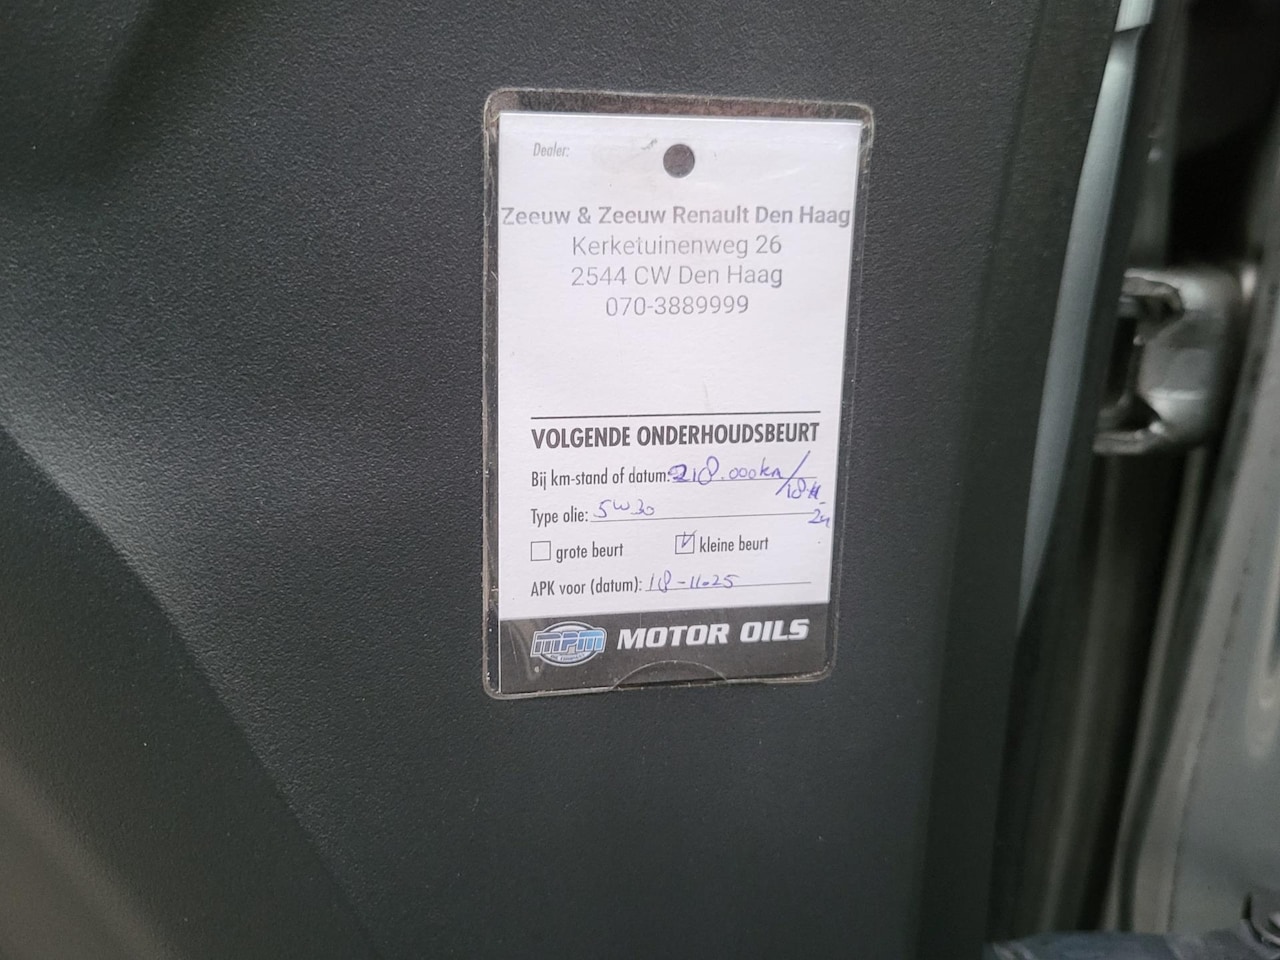 Dealer:
Zeeuw & Zeeuw Renault Den Haag
Kerketuinenweg 26
2544 CW Den Haag
070-3889999
VOLGENDE ONDERHOUDSBEURT
Bij km-stand of datum: 218.000km/
Type olie: 5W30
grote beurt kleine beurt
APK voor (datum): 18-11-25
MPM MOTOR OILS